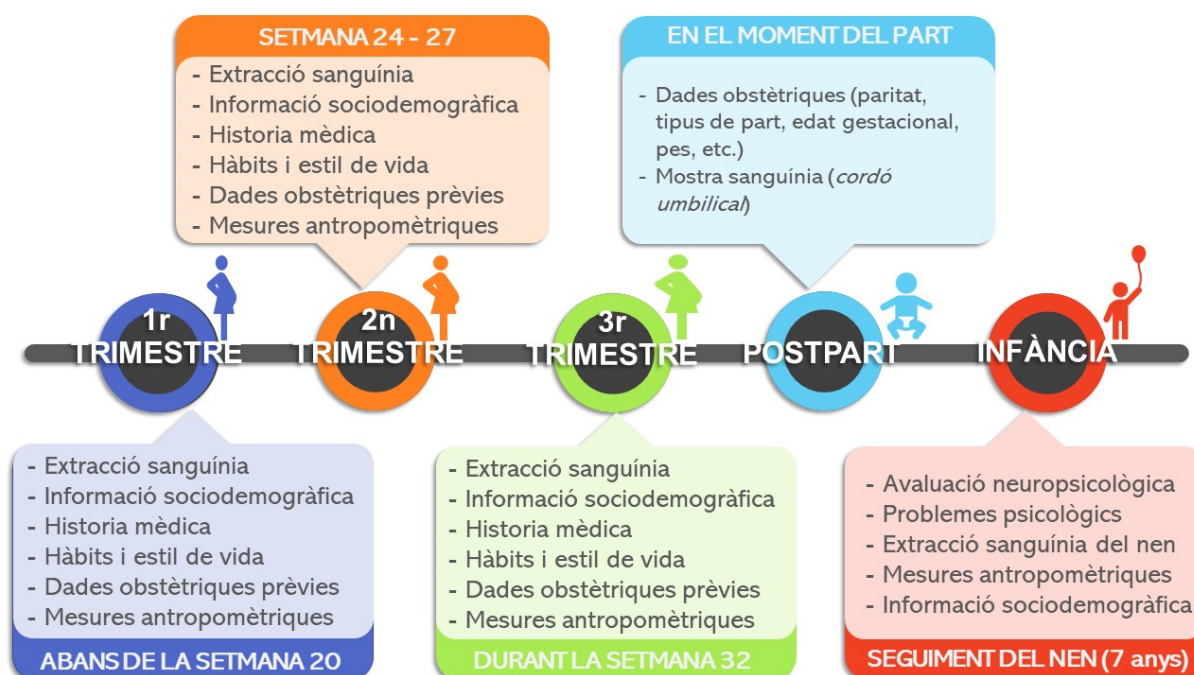 SETMANA 24 - 27
- Extracció sanguínia
- Informació sociodemogràfica
- Historia mèdica
- Hàbits i estil de vida
- Dades obstètriques prèvies
- Mesures antropomètriques
EN EL MOMENT DEL PART
- Dades obstètriques (paritat,
tipus de part, edat gestacional,
pes, etc.)
- Mostra sanguínia (cordó
umbilical)
1r
TRIMESTRE
2n
TRIMESTRE
3r
TRIMESTRE
POSTPART
INFÀNCIA
- Extracció sanguínia
- Informació sociodemogràfica
- Historia mèdica
- Hàbits i estil de vida
- Dades obstètriques prèvies
- Mesures antropomètriques
ABANS DE LA SETMANA 20
- Extracció sanguínia
- Informació sociodemogràfica
- Historia mèdica
- Hàbits i estil de vida
- Dades obstètriques prèvies
- Mesures antropomètriques
DURANT LA SETMANA 32
- Avaluació neuropsicològica
- Problemes psicològics
- Extracció sanguínia del nen
- Mesures antropomètriques
- Informació sociodemogràfica
SEGUIMENT DEL NEN (7 anys)